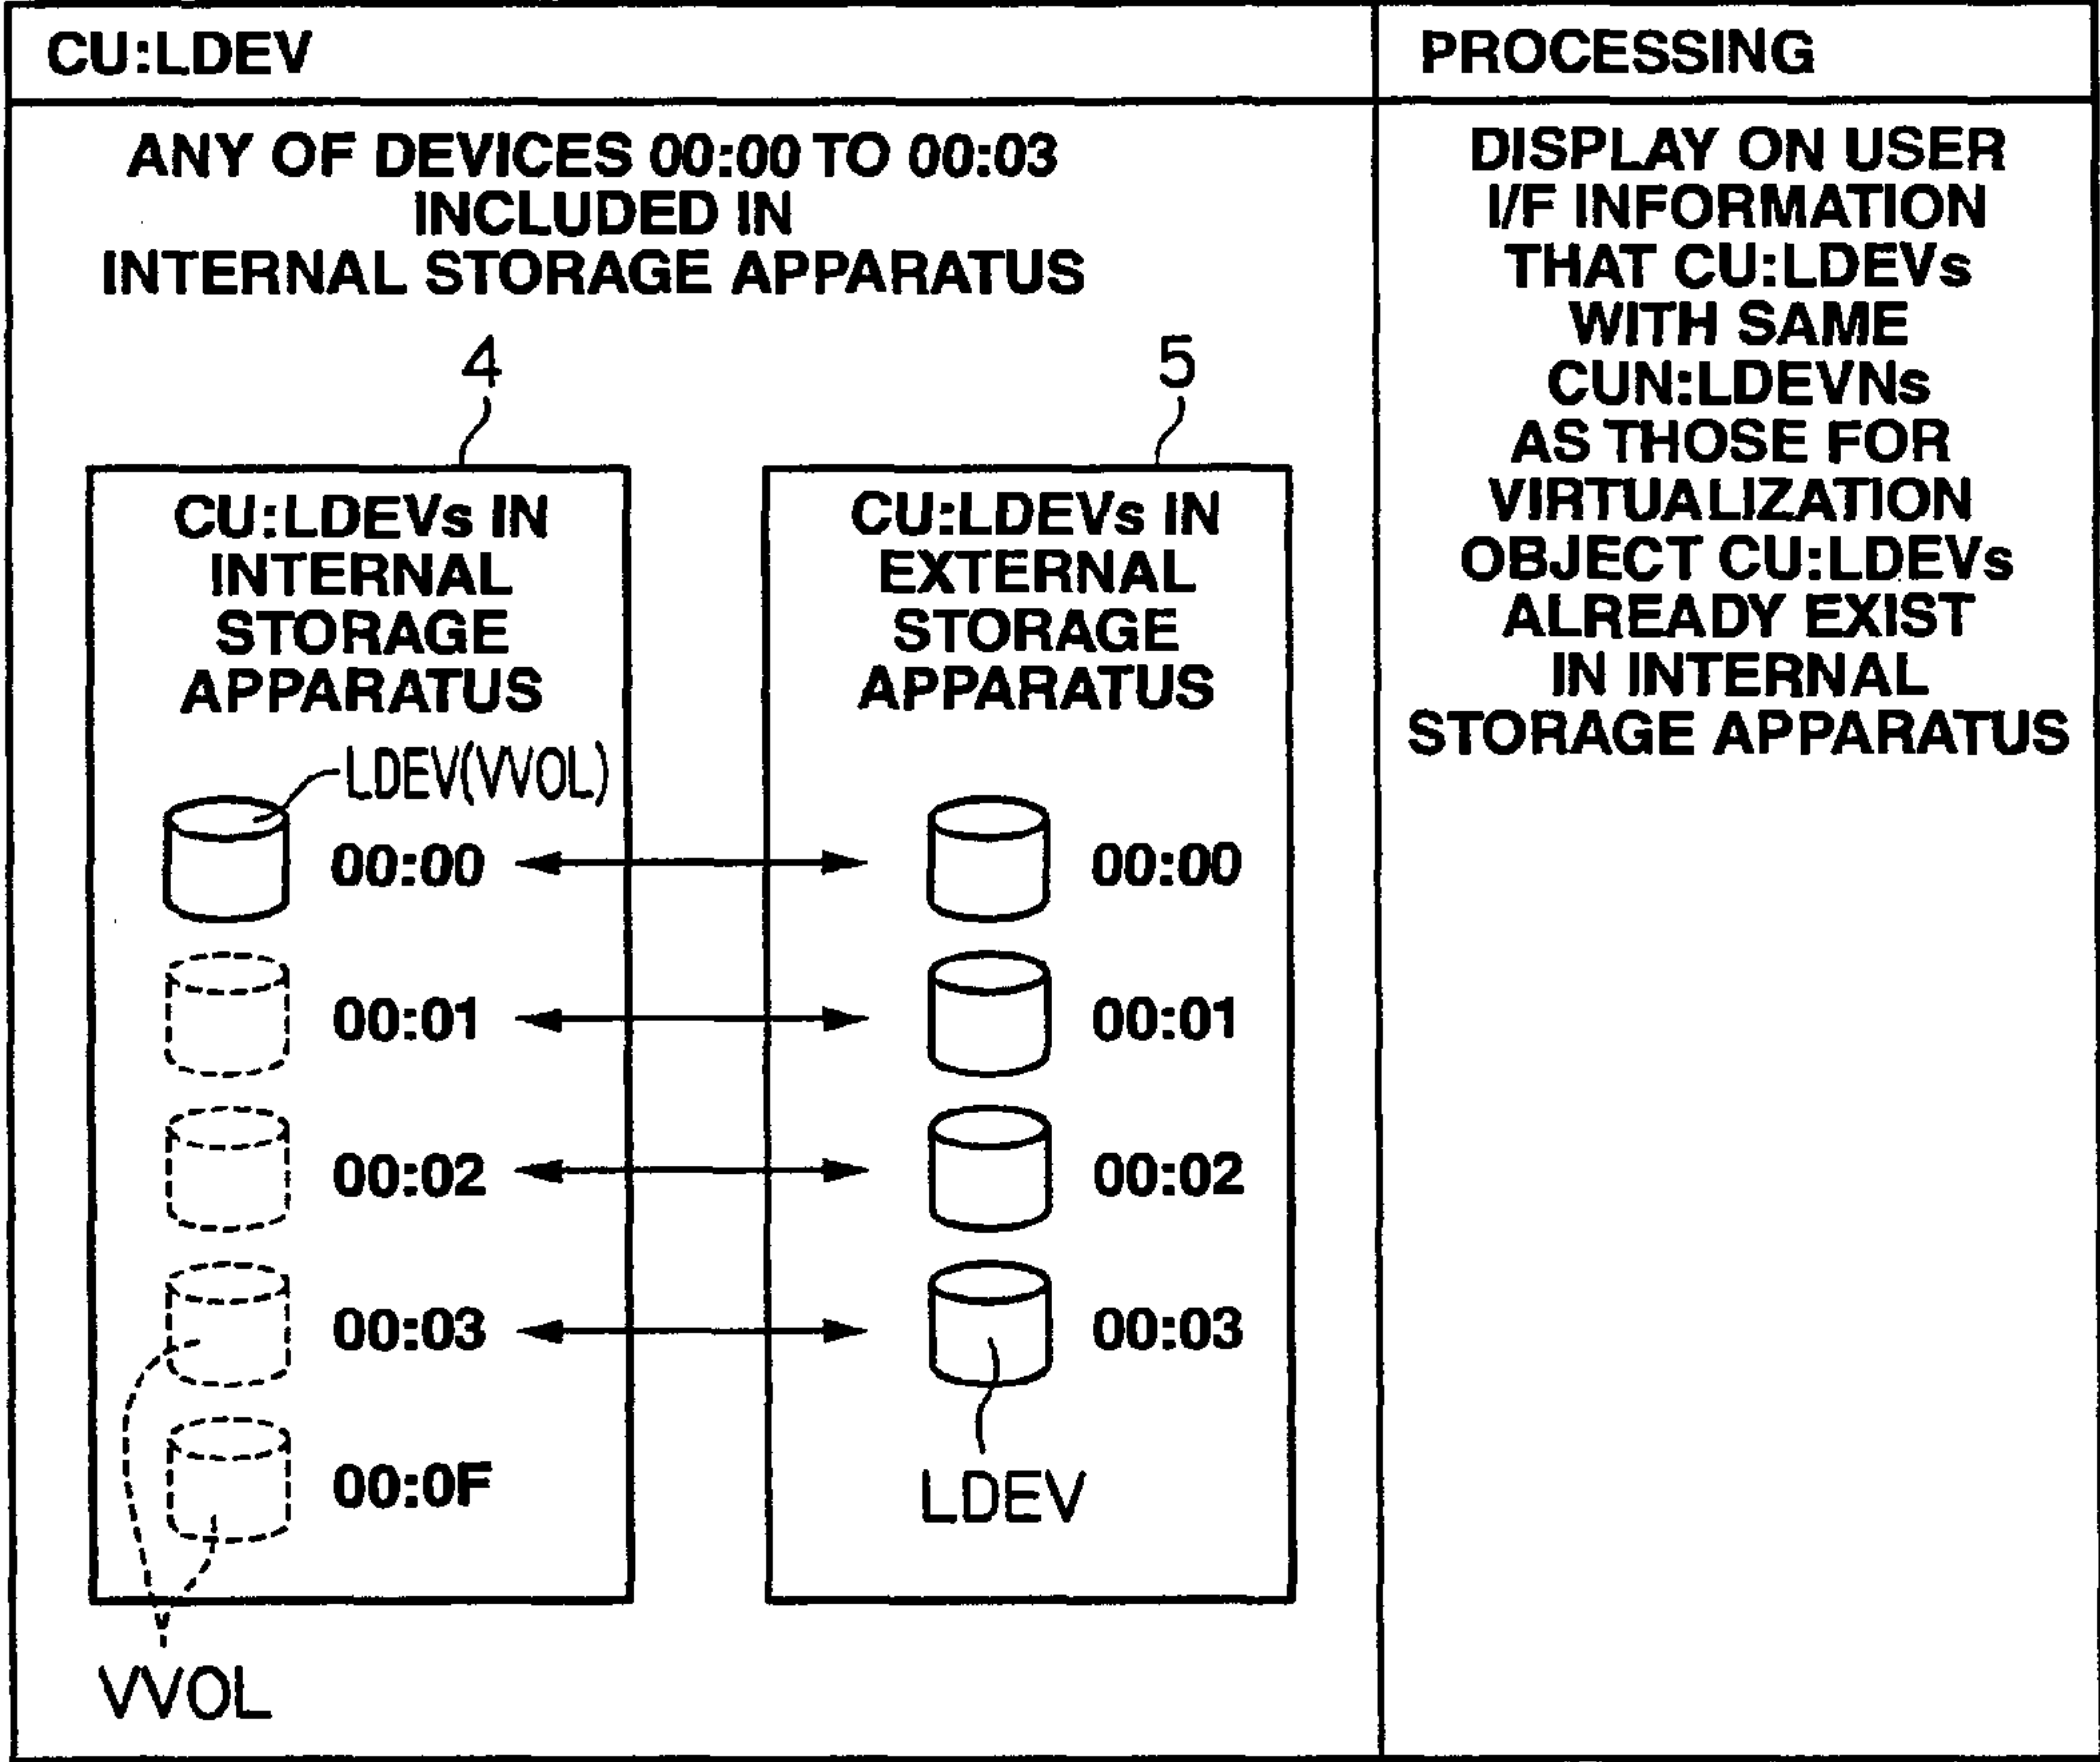 CU:LDEV
PROCESSING
ANY OF DEVICES 00:00 TO 00:03
INCLUDED IN
INTERNAL STORAGE APPARATUS
4
5
CU:LDEVs IN
INTERNAL
STORAGE
APPARATUS
LDEV(VVOL)
00:00
00:01
00:02
00:03
00:0F
VVOL
CU:LDEVs IN
EXTERNAL
STORAGE
APPARATUS
00:00
00:01
00:02
00:03
LDEV
DISPLAY ON USER
I/F INFORMATION
THAT CU:LDEVs
WITH SAME
CUN:LDEVNs
AS THOSE FOR
VIRTUALIZATION
OBJECT CU:LDEVs
ALREADY EXIST
IN INTERNAL
STORAGE APPARATUS